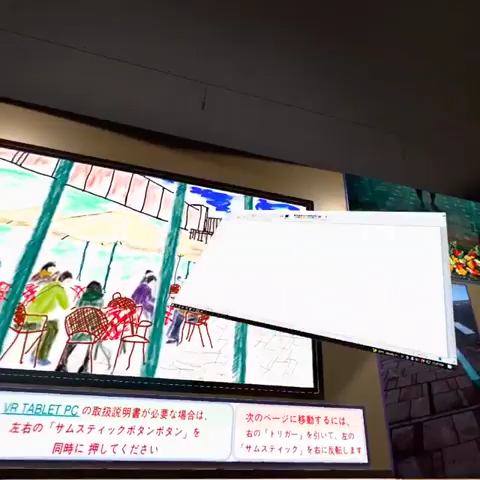 VR TABLET PC の取扱説明書が必要な場合は、
左右の「サムスティックボタンボタン」を
同時に 押してください
次のページに移動するには、
右の「トリガー」を引いて、左の
「サムスティック」を右に反転します